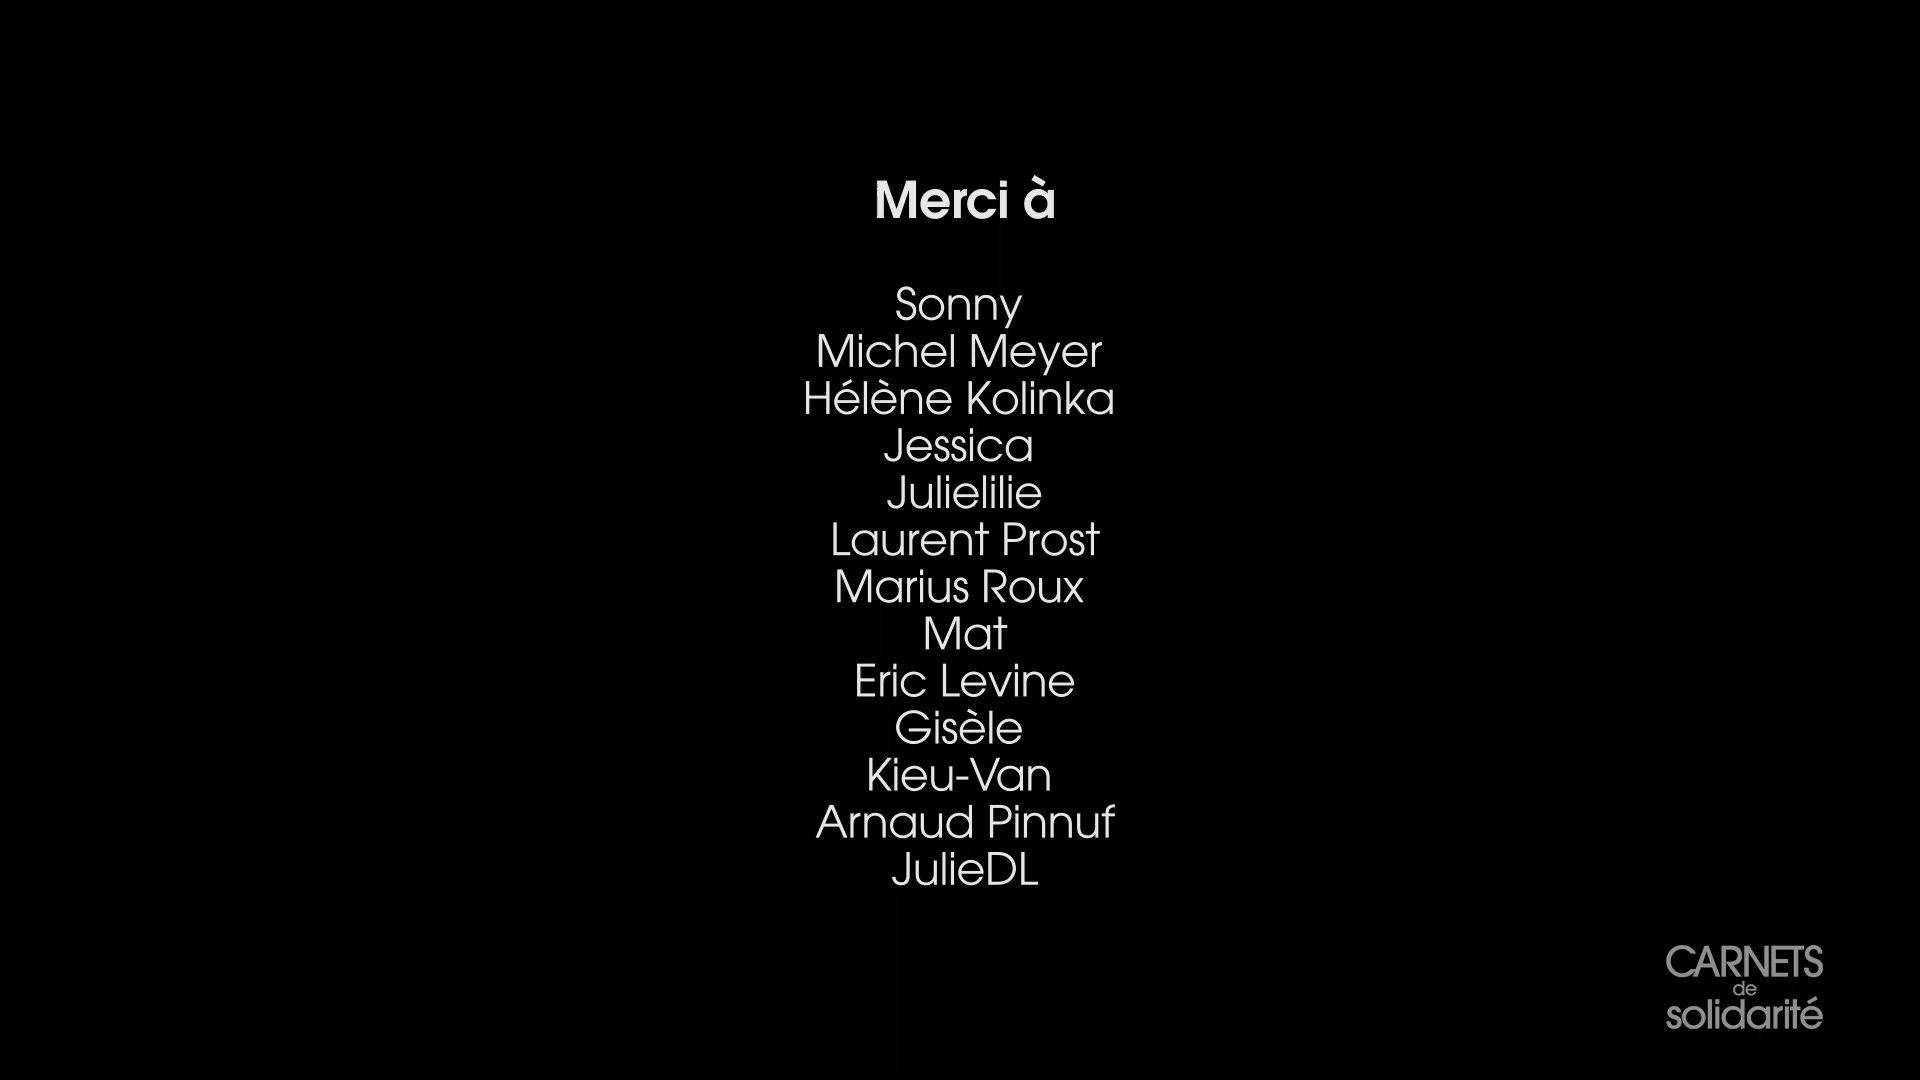 Merci à
Sonny
Michel Meyer
Hélène Kolinka
Jessica
Julielilie
Laurent Prost
Marius Roux
Mat
Eric Levine
Gisèle
Kieu-Van
Arnaud Pinnuf
JulieDL
CARNETS
de
solidarité